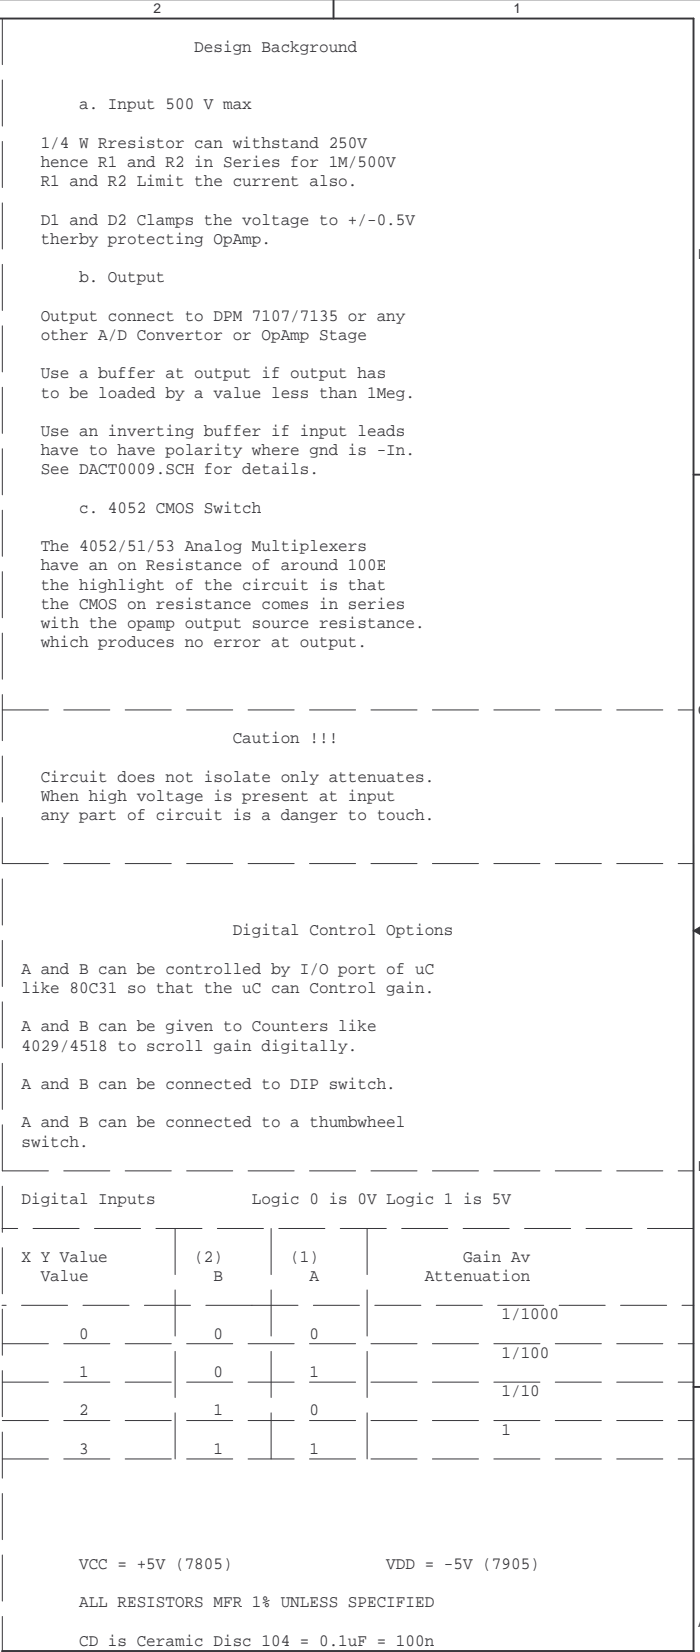 2 1
Design Background
a. Input 500 V max
1/4 W Rresistor can withstand 250V
hence R1 and R2 in Series for 1M/500V
R1 and R2 Limit the current also.
D1 and D2 Clamps the voltage to +/-0.5V
therby protecting OpAmp.
b. Output
Output connect to DPM 7107/7135 or any
other A/D Convertor or OpAmp Stage
Use a buffer at output if output has
to be loaded by a value less than 1Meg.
Use an inverting buffer if input leads
have to have polarity where gnd is -In.
See DACT0009.SCH for details.
c. 4052 CMOS Switch
The 4052/51/53 Analog Multiplexers
have an on Resistance of around 100E
the highlight of the circuit is that
the CMOS on resistance comes in series
with the opamp output source resistance.
which produces no error at output.
Caution !!!
Circuit does not isolate only attenuates.
When high voltage is present at input
any part of circuit is a danger to touch.
Digital Control Options
A and B can be controlled by I/O port of uC
like 80C31 so that the uC can Control gain.
A and B can be given to Counters like
4029/4518 to scroll gain digitally.
A and B can be connected to DIP switch.
A and B can be connected to a thumbwheel
switch.
Digital Inputs Logic 0 is 0V Logic 1 is 5V
X Y Value (2) (1) Gain Av
Value B A Attenuation
1/1000
0 0 0
1/100
1 0 1
1/10
2 1 0
1
3 1 1
VCC = +5V (7805) VDD = -5V (7905)
ALL RESISTORS MFR 1% UNLESS SPECIFIED
CD is Ceramic Disc 104 = 0.1uF = 100n